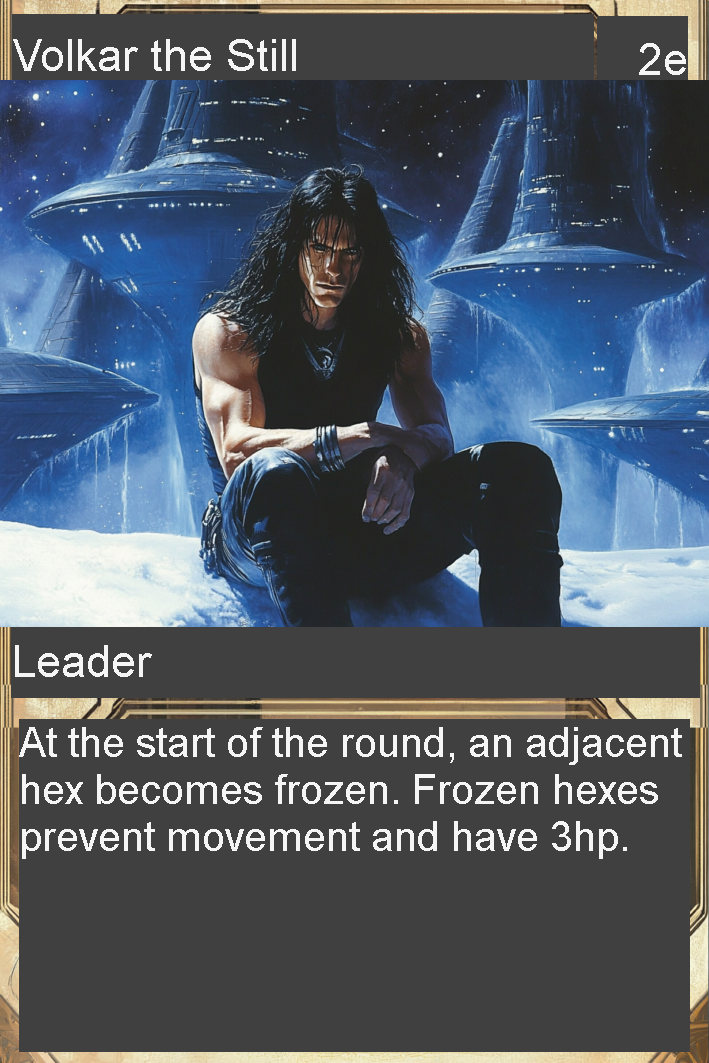 Volkar the Still
2e
Leader
At the start of the round, an adjacent
hex becomes frozen. Frozen hexes
prevent movement and have 3hp.